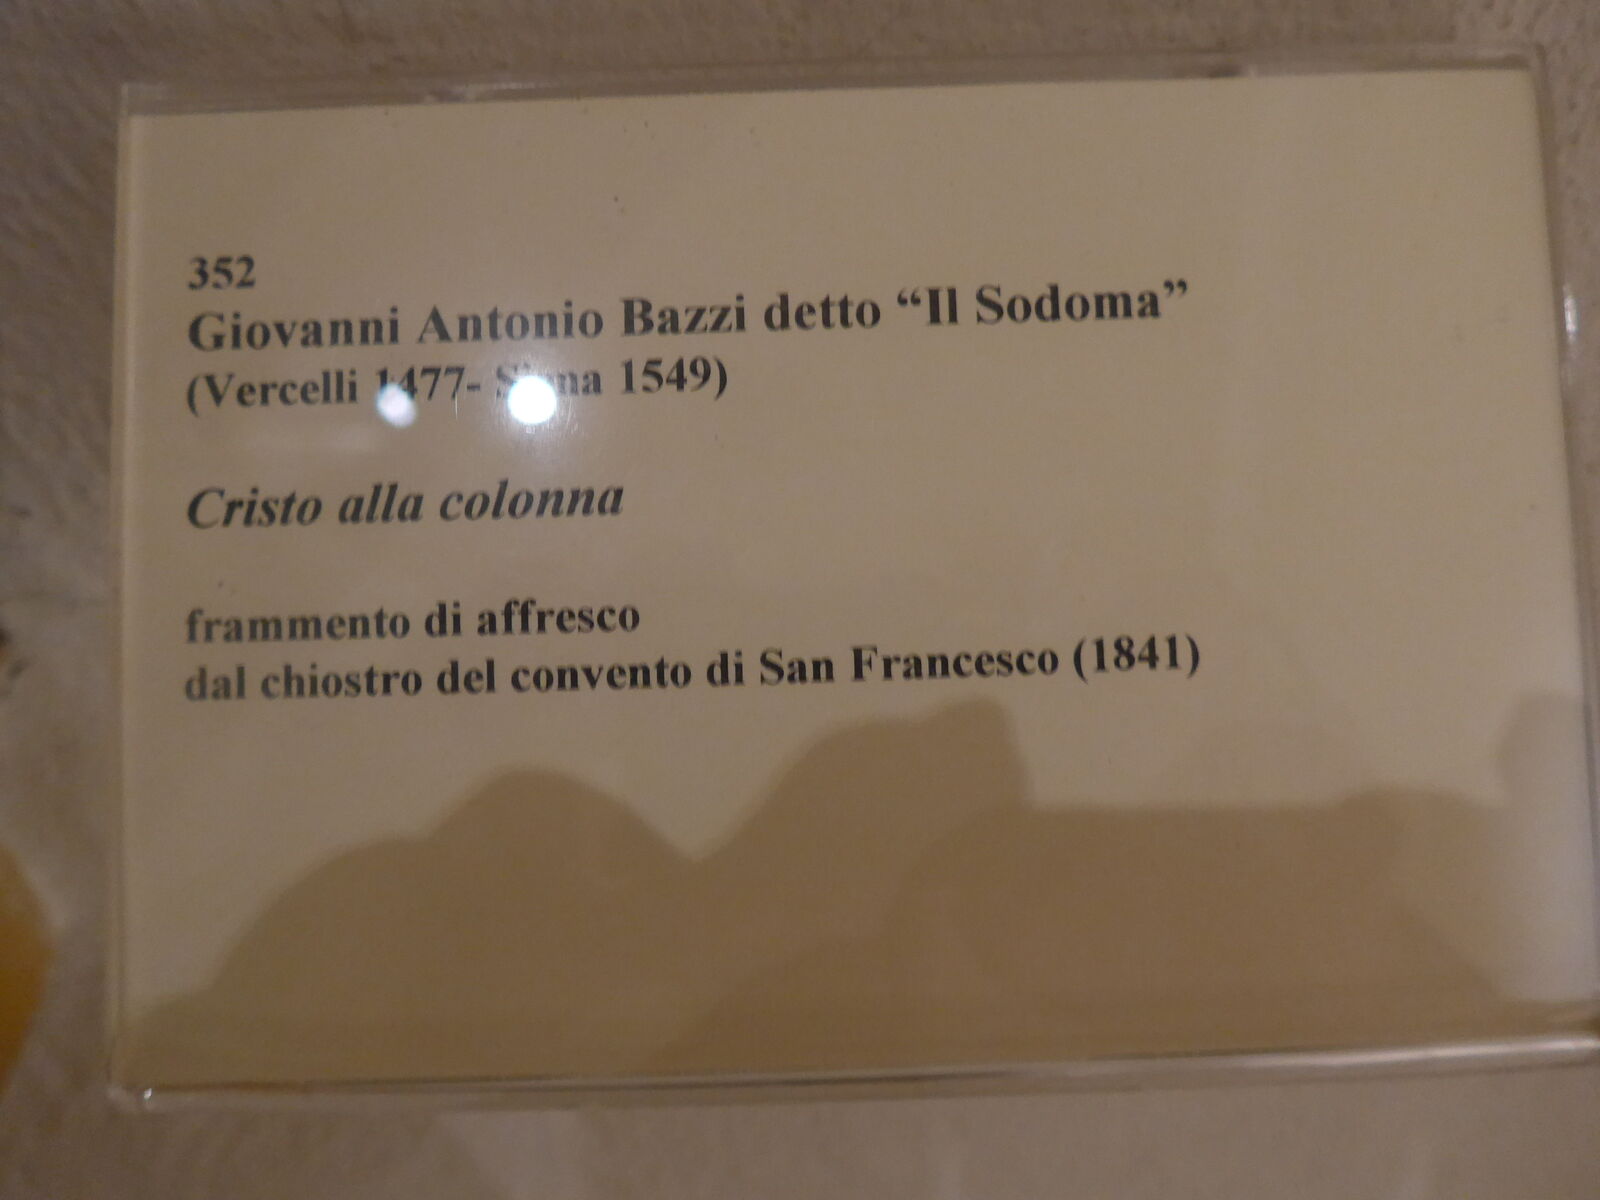 352
Giovanni Antonio Bazzi detto “Il Sodoma”
(Vercelli 1477- Siena 1549)
Cristo alla colonna
frammento di affresco
dal chiostro del convento di San Francesco (1841)